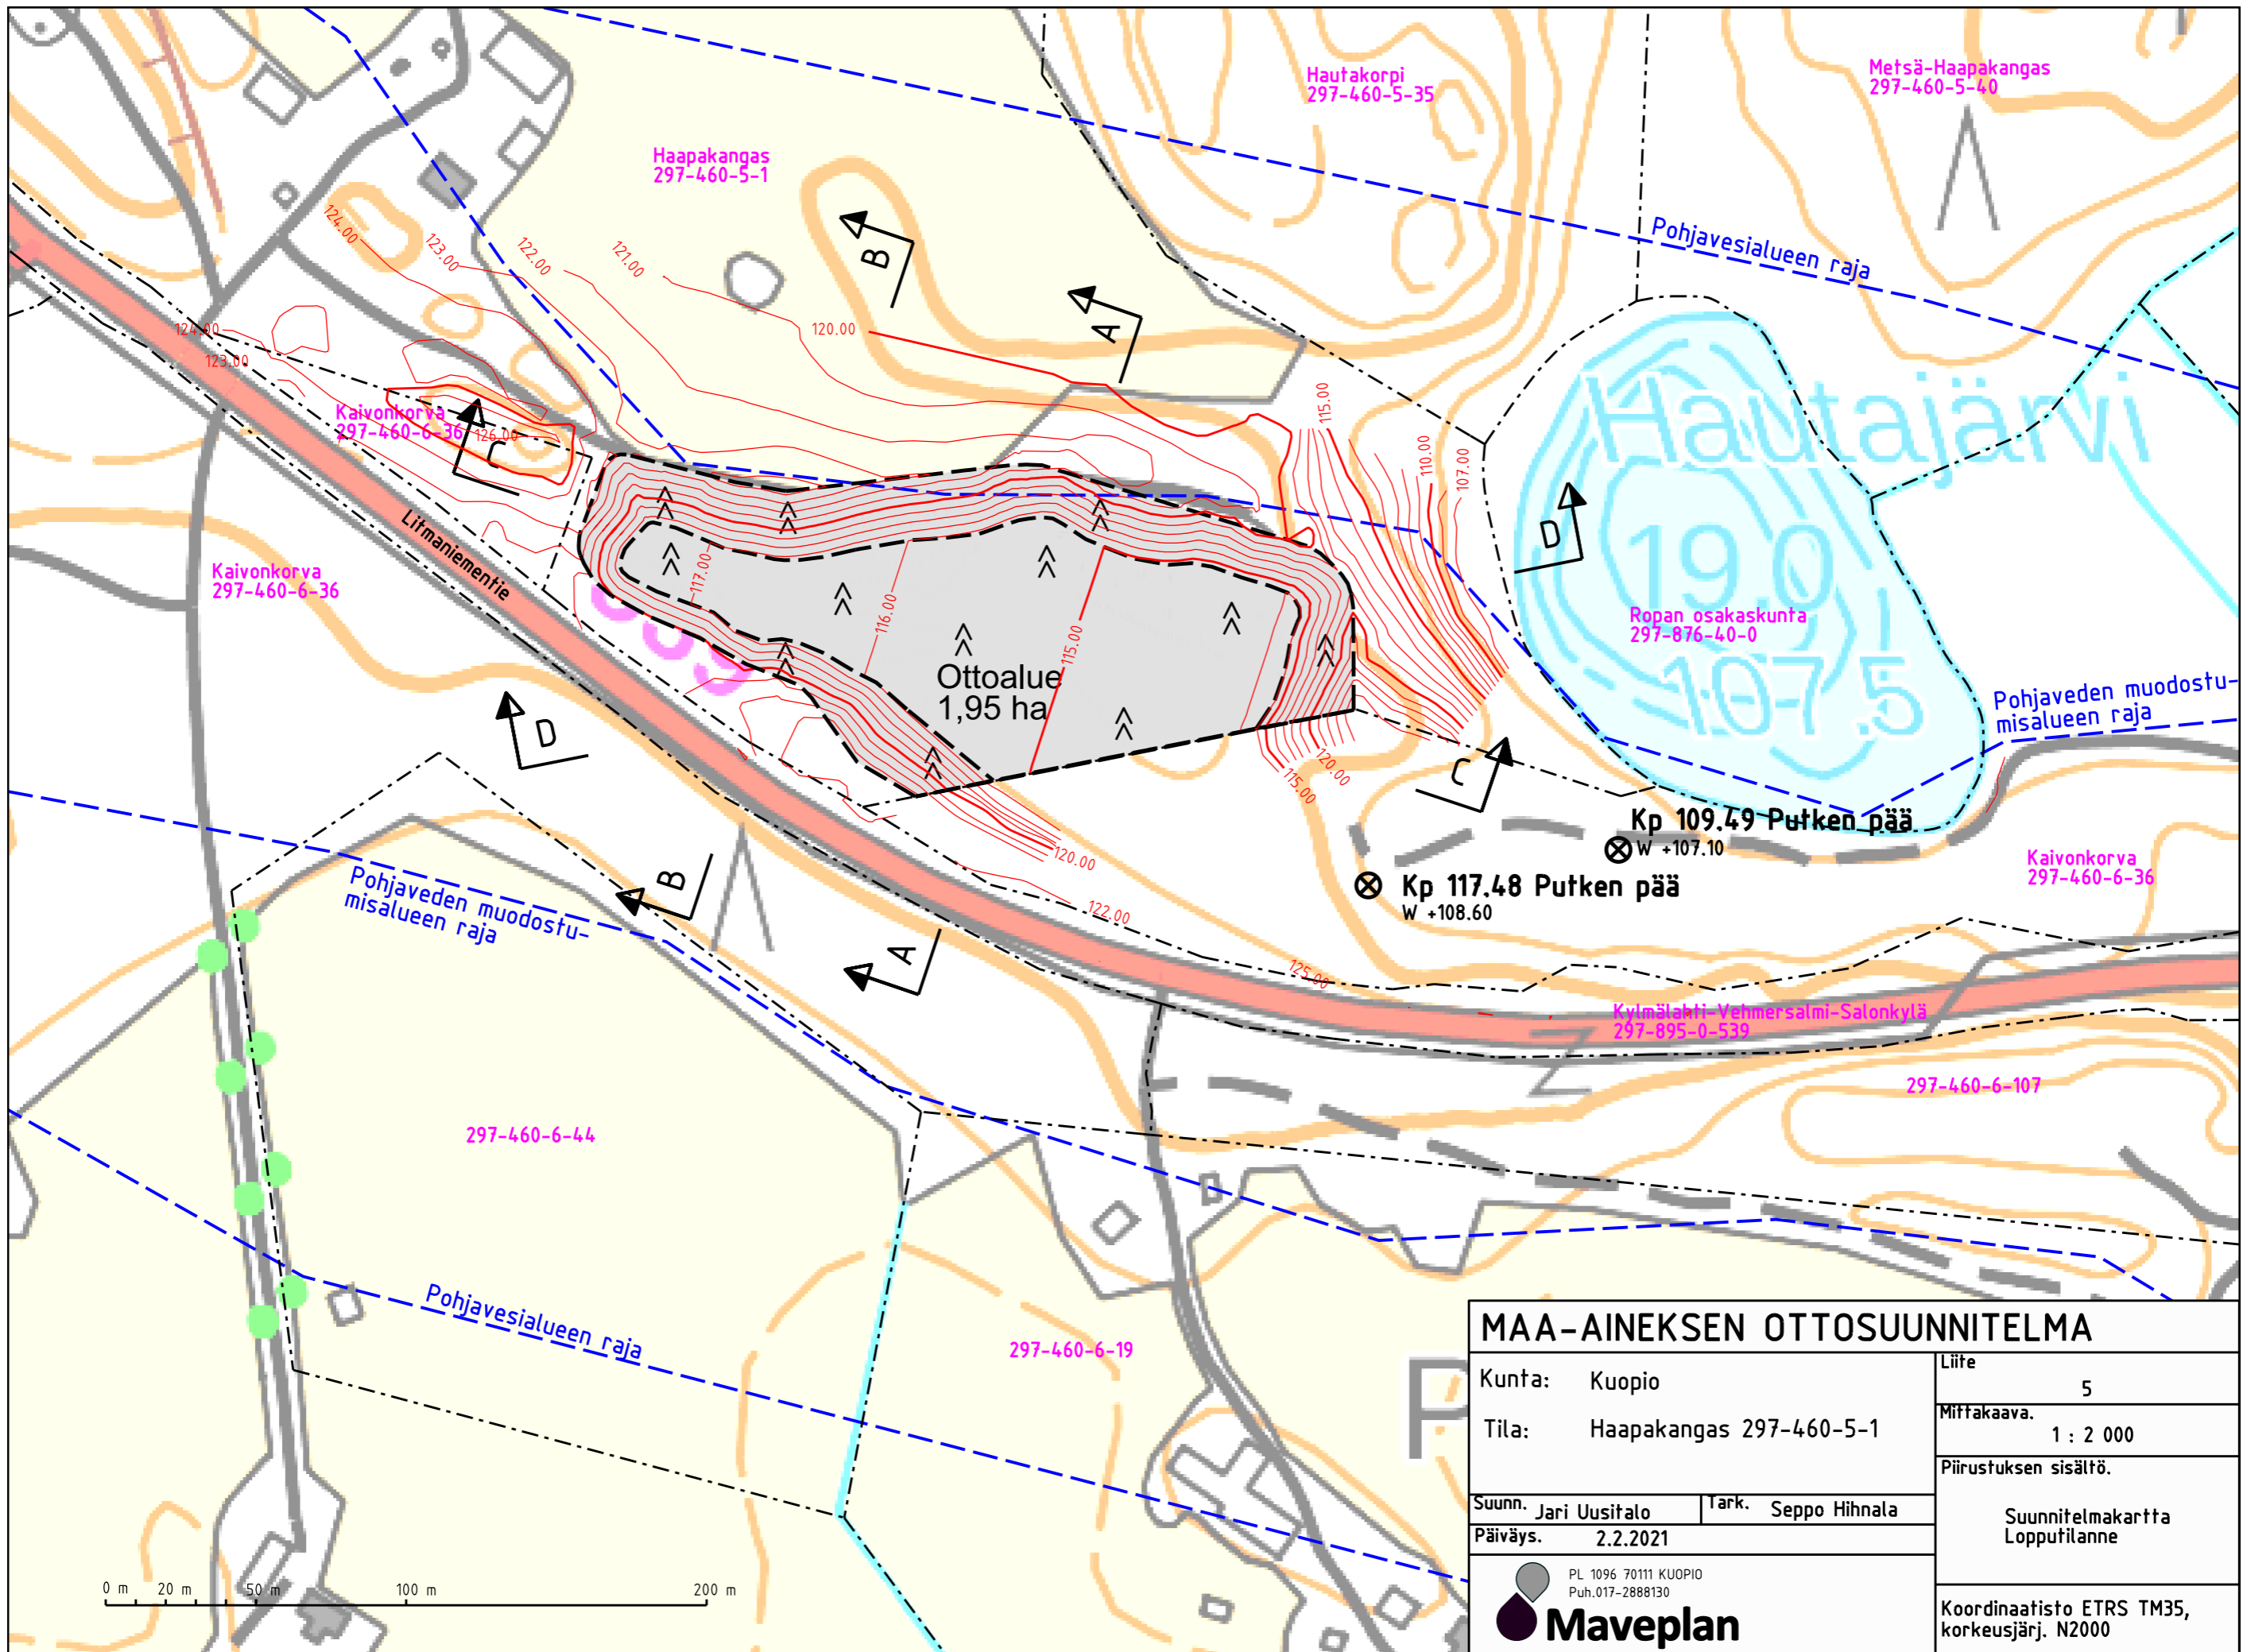 Hautakorpi
297-460-5-35
Metsä-Haapakangas
297-460-5-40
Haapakangas
297-460-5-1
Pohjavesialueen raja
124.00
123.00
122.00
121.00
120.00
B
A
124.00
123.00
Kaivonkorva
297-460-6-36
126.00
C
115.00
110.00
107.00
Hautajärvi
19.0
107.5
D
Ropan osakaskunta
297-876-40-0
Litmaniementie
Kaivonkorva
297-460-6-36
117.00
116.00
115.00
Ottoalue
1,95 ha
539
D
Pohjaveden muodostu-
misalueen raja
C
120.00
115.00
Kp 109.49 Putken pää
W +107.10
Kp 117.48 Putken pää
W +108.60
Kaivonkorva
297-460-6-36
120.00
122.00
125.00
B
A
Pohjaveden muodostu-
misalueen raja
Kylmälahti-Vehmersalmi-Salonkylä
297-895-0-539
297-460-6-107
297-460-6-44
Pohjavesialueen raja
297-460-6-19
P
0 m 20 m 50 m 100 m 200 m
MAA-AINEKSEN OTTOSUUNNITELMA
Kunta: Kuopio
Tila: Haapakangas 297-460-5-1
Liite
5
Mittakaava.
1 : 2 000
Piirustuksen sisältö.
Suunnitelmakartta
Lopputilanne
Suunn. Jari Uusitalo
Tark. Seppo Hihnala
Päiväys. 2.2.2021
PL 1096 70111 KUOPIO
Puh.017-2888130
Maveplan
Koordinaatisto ETRS TM35,
korkeusjärj. N2000